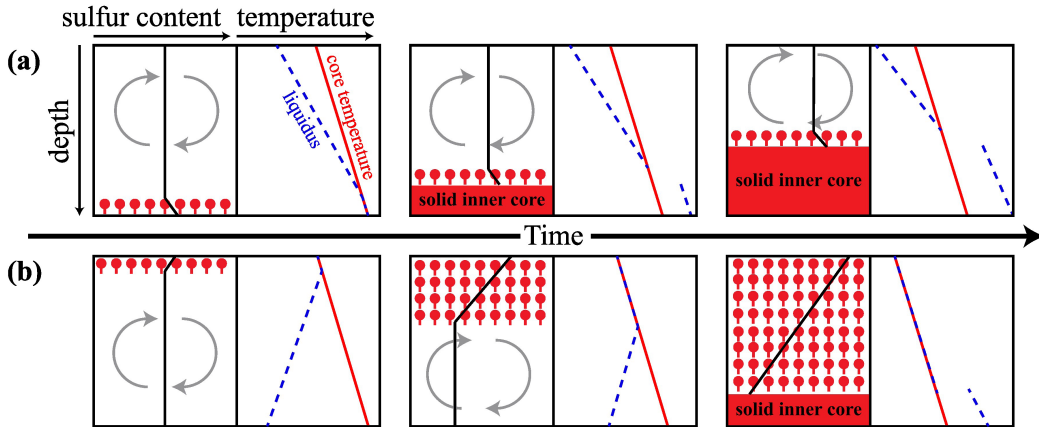 sulfur content
temperature
(a)
depth
liquidus
core temperature
solid inner core
solid inner core
Time
(b)
solid inner core